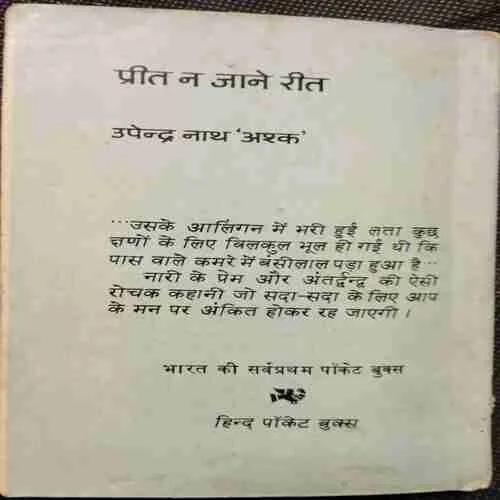 प्रीत न जाने रीत
उपेन्द्र नाथ 'अश्क'
...उसके आलिंगन में भरी हुई लता कुछ
क्षणों के लिए बिलकुल भूल ही गई थी कि
पास वाले कमरे में बंसीलाल पड़ा हुआ है..
नारी के प्रेम और अंतर्द्वन्द्व की ऐसी
रोचक कहानी जो सदा-सदा के लिए आप
के मन पर अंकित होकर रह जाएगी।
भारत की सर्वप्रथम पॉकेट बुक्स
हिन्द पॉकेट बुक्स